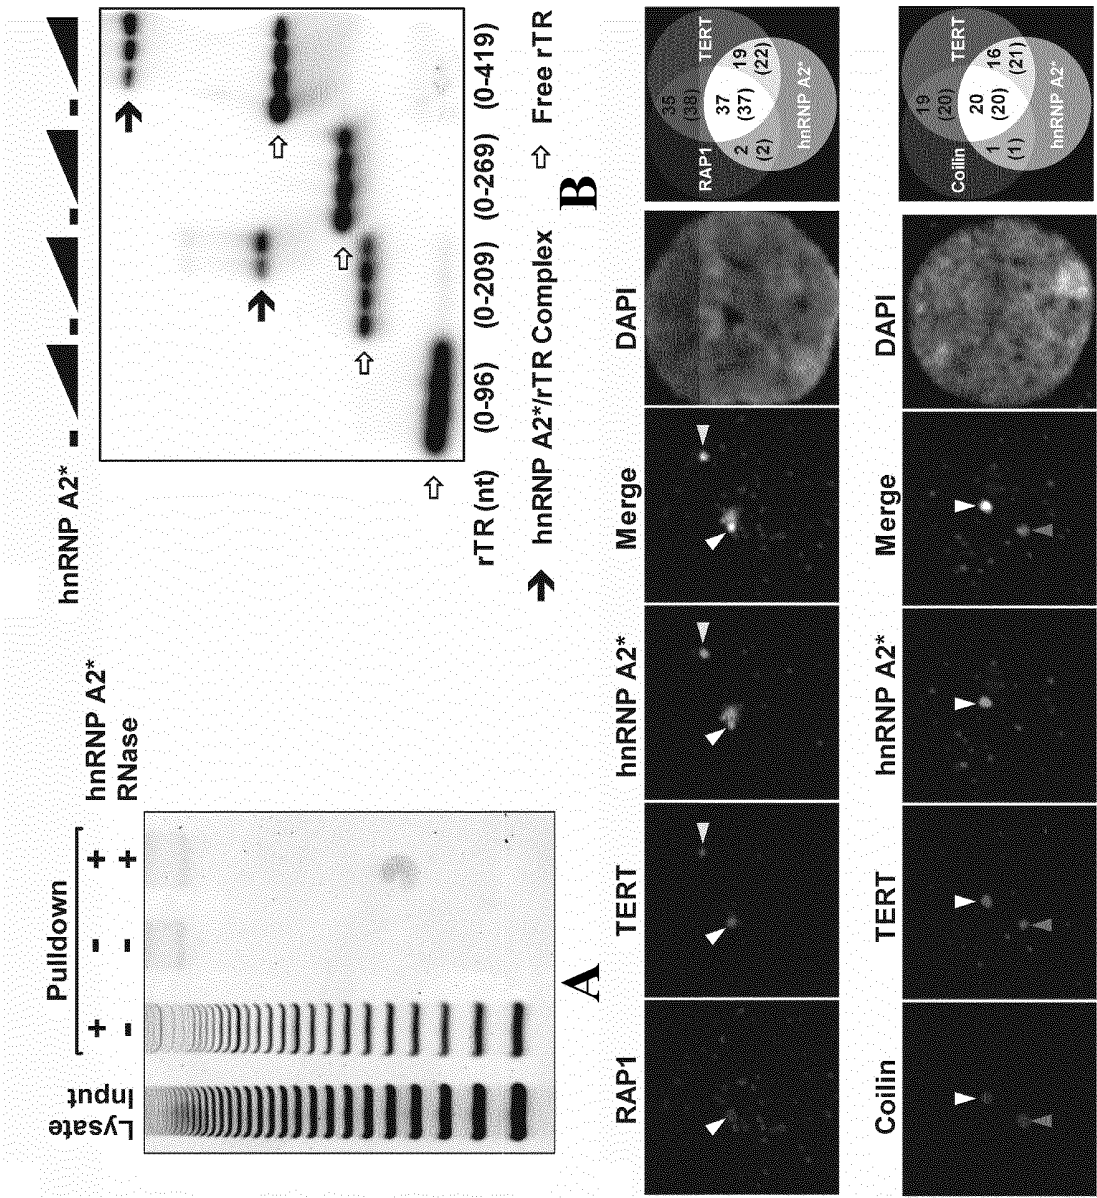 Pulldown
+ - + hnRNP A2*
- - + RNase
Lysate
Input
A
hnRNP A2*
- - - -
rTR (nt) (0-96) (0-209) (0-269) (0-419)
hnRNP A2*/rTR Complex Free rTR
B
RAP1 TERT hnRNP A2* Merge DAPI
RAP1 TERT
35
(38)
37
(37)
2
(2)
19
(22)
hnRNP A2*
Coilin TERT hnRNP A2* Merge DAPI
Coilin TERT
19
(20)
20
(20)
1
(1)
16
(21)
hnRNP A2*